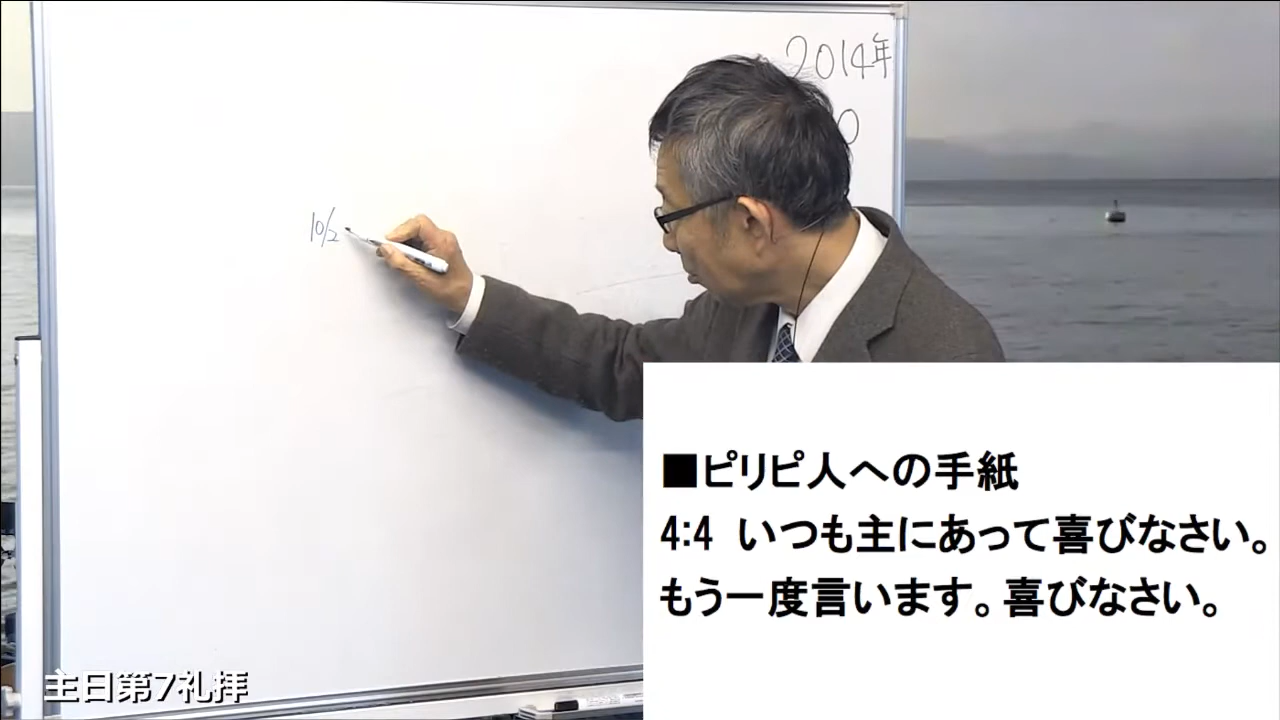 2014年
0
10/2
■ピリピ人への手紙
4:4 いつも主にあって喜びなさい。
もう一度言います。喜びなさい。
主日第7礼拝